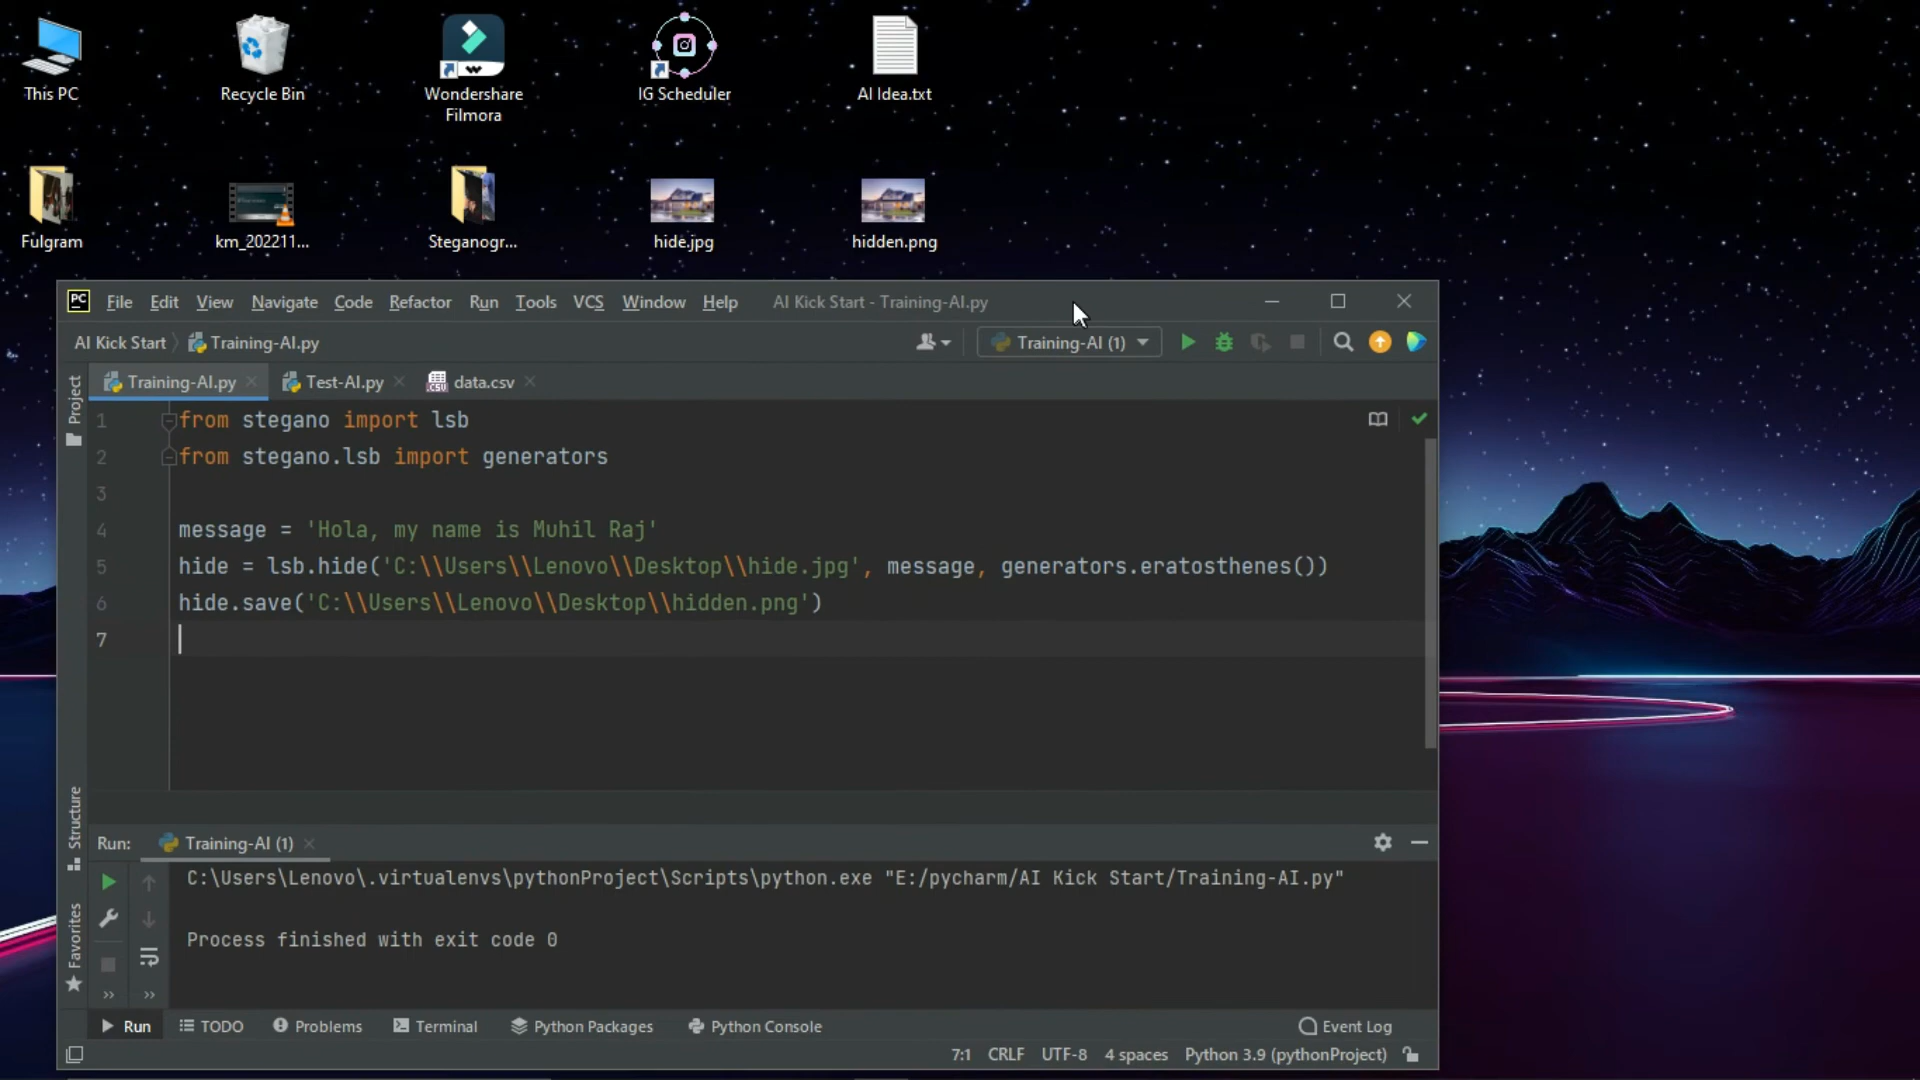 This PC
Recycle Bin
Wondershare
Filmora
IG Scheduler
AI Idea.txt
Fulgram
km_202211...
Steganogr...
hide.jpg
hidden.png
PC File Edit View Navigate Code Refactor Run Tools VCS Window Help AI Kick Start - Training-AI.py
AI Kick Start Training-AI.py Training-AI (1)
Training-AI.py Test-AI.py data.csv
Project
1 from stegano import lsb
2 from stegano.lsb import generators
3
4 message = 'Hola, my name is Muhil Raj'
5 hide = lsb.hide('C:\\Users\\Lenovo\\Desktop\\hide.jpg', message, generators.eratosthenes())
6 hide.save('C:\\Users\\Lenovo\\Desktop\\hidden.png')
7
Structure
Favorites
Run: Training-AI (1)
C:\Users\Lenovo\.virtualenvs\pythonProject\Scripts\python.exe "E:/pycharm/AI Kick Start/Training-AI.py"
Process finished with exit code 0
Run TODO Problems Terminal Python Packages Python Console Event Log
7:1 CRLF UTF-8 4 spaces Python 3.9 (pythonProject)